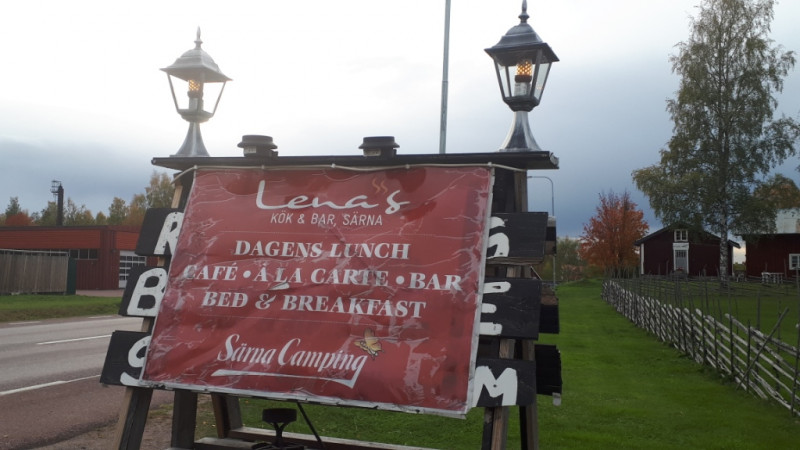 Lena's
KÖK & BAR, SÄRNA
DAGENS LUNCH
CAFÉ • À LA CARTE • BAR
BED & BREAKFAST
Särna Camping